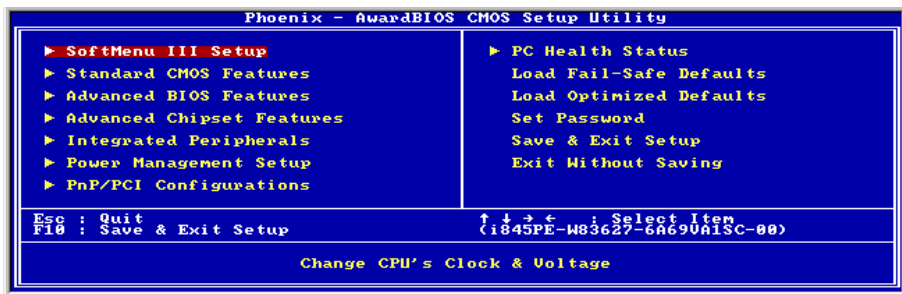 Phoenix - AwardBIOS CMOS Setup Utility
▶ SoftMenu III Setup
▶ Standard CMOS Features
▶ Advanced BIOS Features
▶ Advanced Chipset Features
▶ Integrated Peripherals
▶ Power Management Setup
▶ PnP/PCI Configurations
▶ PC Health Status
Load Fail-Safe Defaults
Load Optimized Defaults
Set Password
Save & Exit Setup
Exit Without Saving
Esc : Quit
F10 : Save & Exit Setup
↑ ↓ → ← : Select Item
(i845PE-W83627-6A69VA1SC-00)
Change CPU's Clock & Voltage